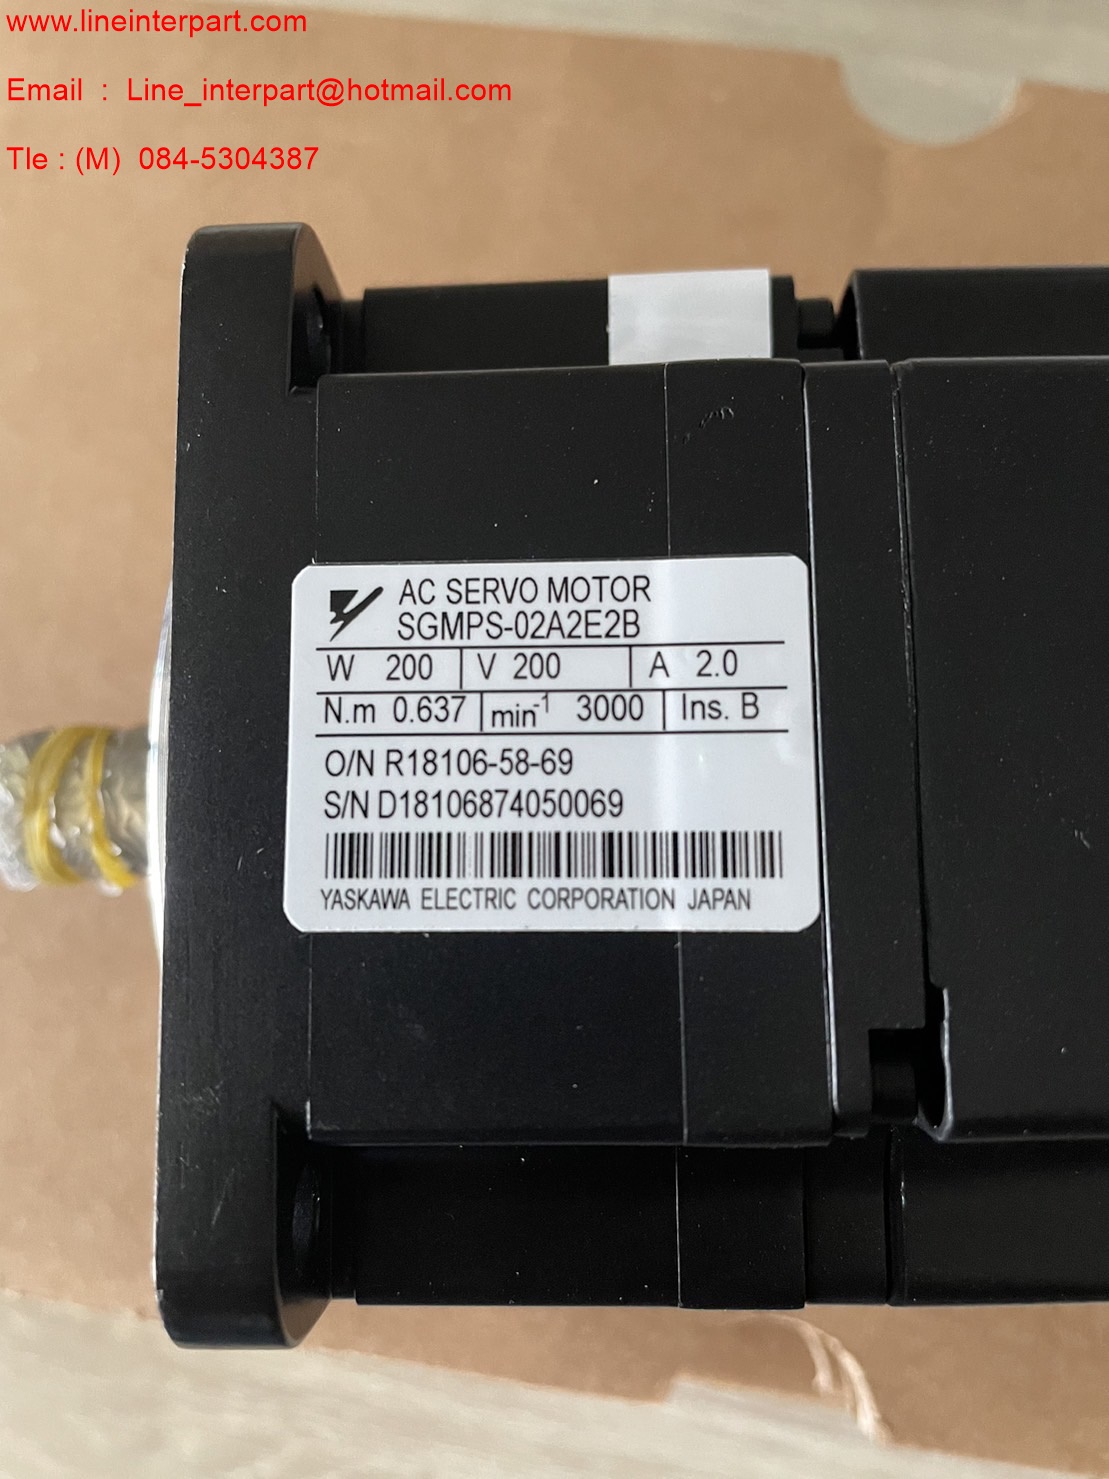 www.lineinterpart.com
Email : Line_interpart@hotmail.com
Tle : (M) 084-5304387
AC SERVO MOTOR
SGMPS-02A2E2B
W 200 V 200 A 2.0
N.m 0.637 min-1 3000 Ins. B
O/N R18106-58-69
S/N D18106874050069
YASKAWA ELECTRIC CORPORATION JAPAN